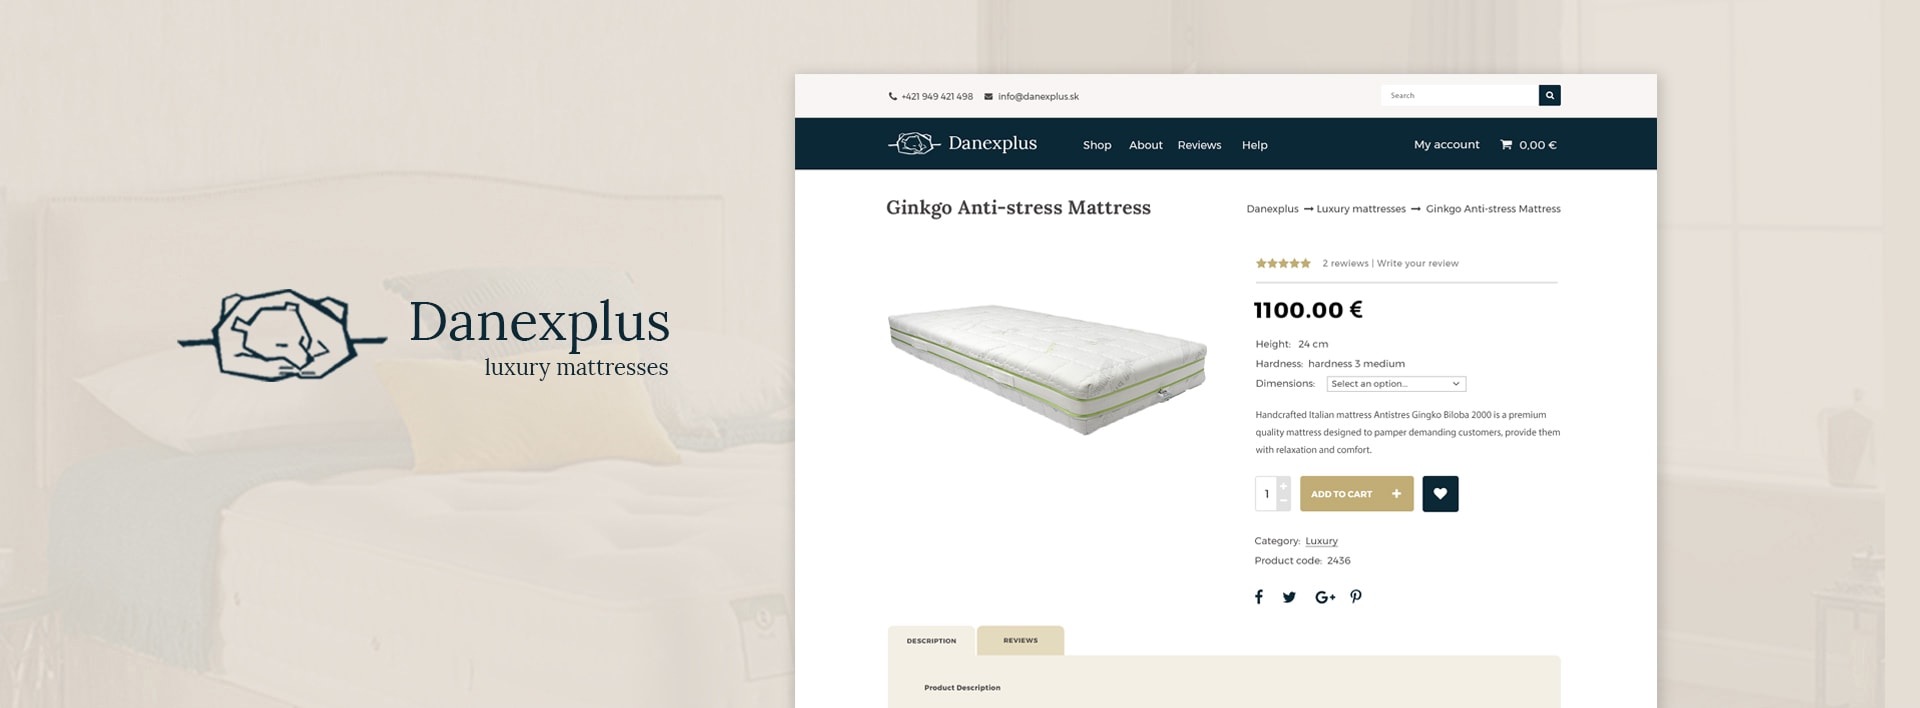 Danexplus
luxury mattresses
+421 949 421 498 info@danexplus.sk
Search
Danexplus Shop About Reviews Help My account 0,00 €
Ginkgo Anti-stress Mattress
Danexplus → Luxury mattresses → Ginkgo Anti-stress Mattress
2 rewiews | Write your review
1100.00 €
Height: 24 cm
Hardness: hardness 3 medium
Dimensions: Select an option...
Handcrafted Italian mattress Antistres Gingko Biloba 2000 is a premium
quality mattress designed to pamper demanding customers, provide them
with relaxation and comfort.
1 + − ADD TO CART +
Category: Luxury
Product code: 2436
G+
DESCRIPTION REVIEWS
Product Description